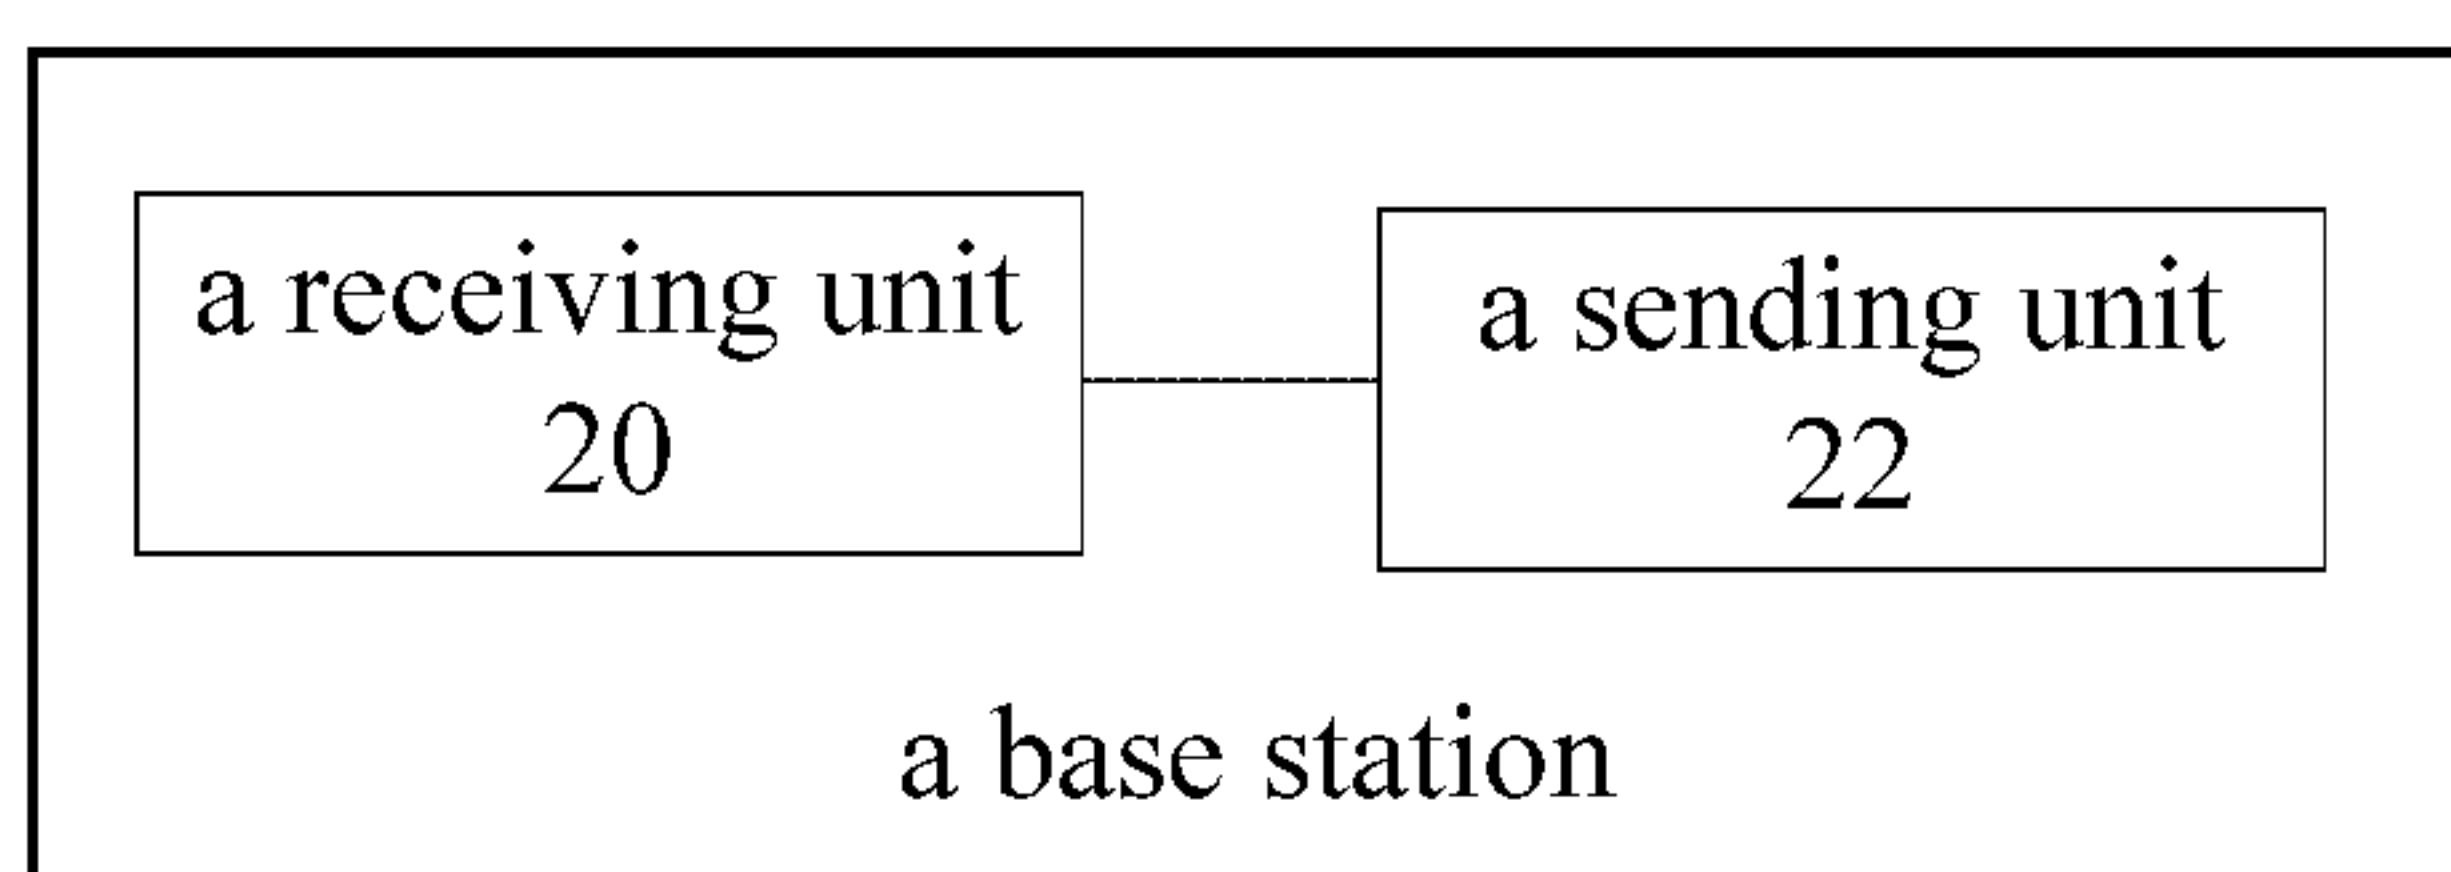 a receiving unit
20
a sending unit
22
a base station